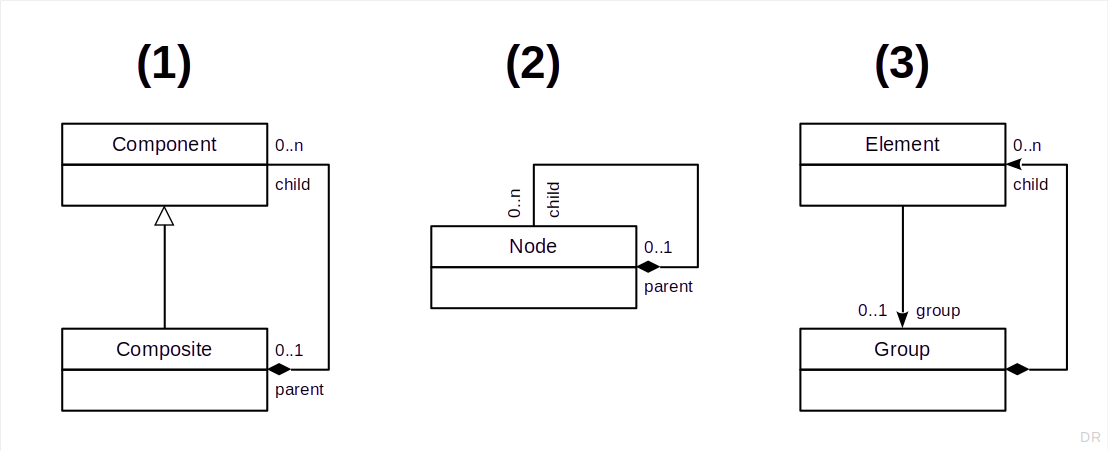 (1)
Component
0..n
child
Composite
0..1
parent
(2)
0..n
child
Node
0..1
parent
(3)
Element
0..n
child
0..1
group
Group
DR